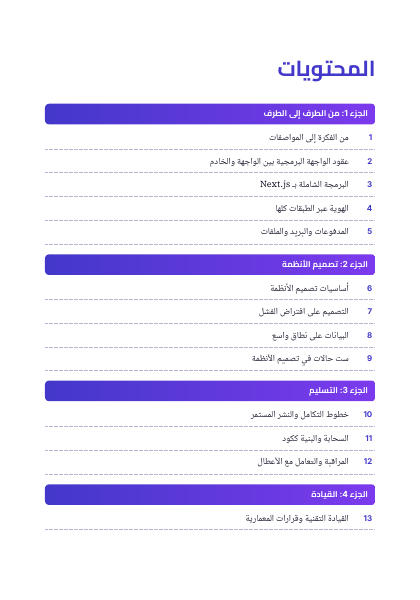 المحتويات
الجزء 1: من الطرف إلى الطرف
1 من الفكرة إلى المواصفات
2 عقود الواجهة البرمجية بين الواجهة والخادم
3 البرمجة الشاملة بـ Next.js
4 الهوية عبر الطبقات كلها
5 المدفوعات والبريد والملفات
الجزء 2: تصميم الأنظمة
6 أساسيات تصميم الأنظمة
7 التصميم على افتراض الفشل
8 البيانات على نطاق واسع
9 ست حالات في تصميم الأنظمة
الجزء 3: التسليم
10 خطوط التكامل والنشر المستمر
11 السحابة والبنية ككود
12 المراقبة والتعامل مع الأعطال
الجزء 4: القيادة
13 القيادة التقنية وقرارات المعمارية